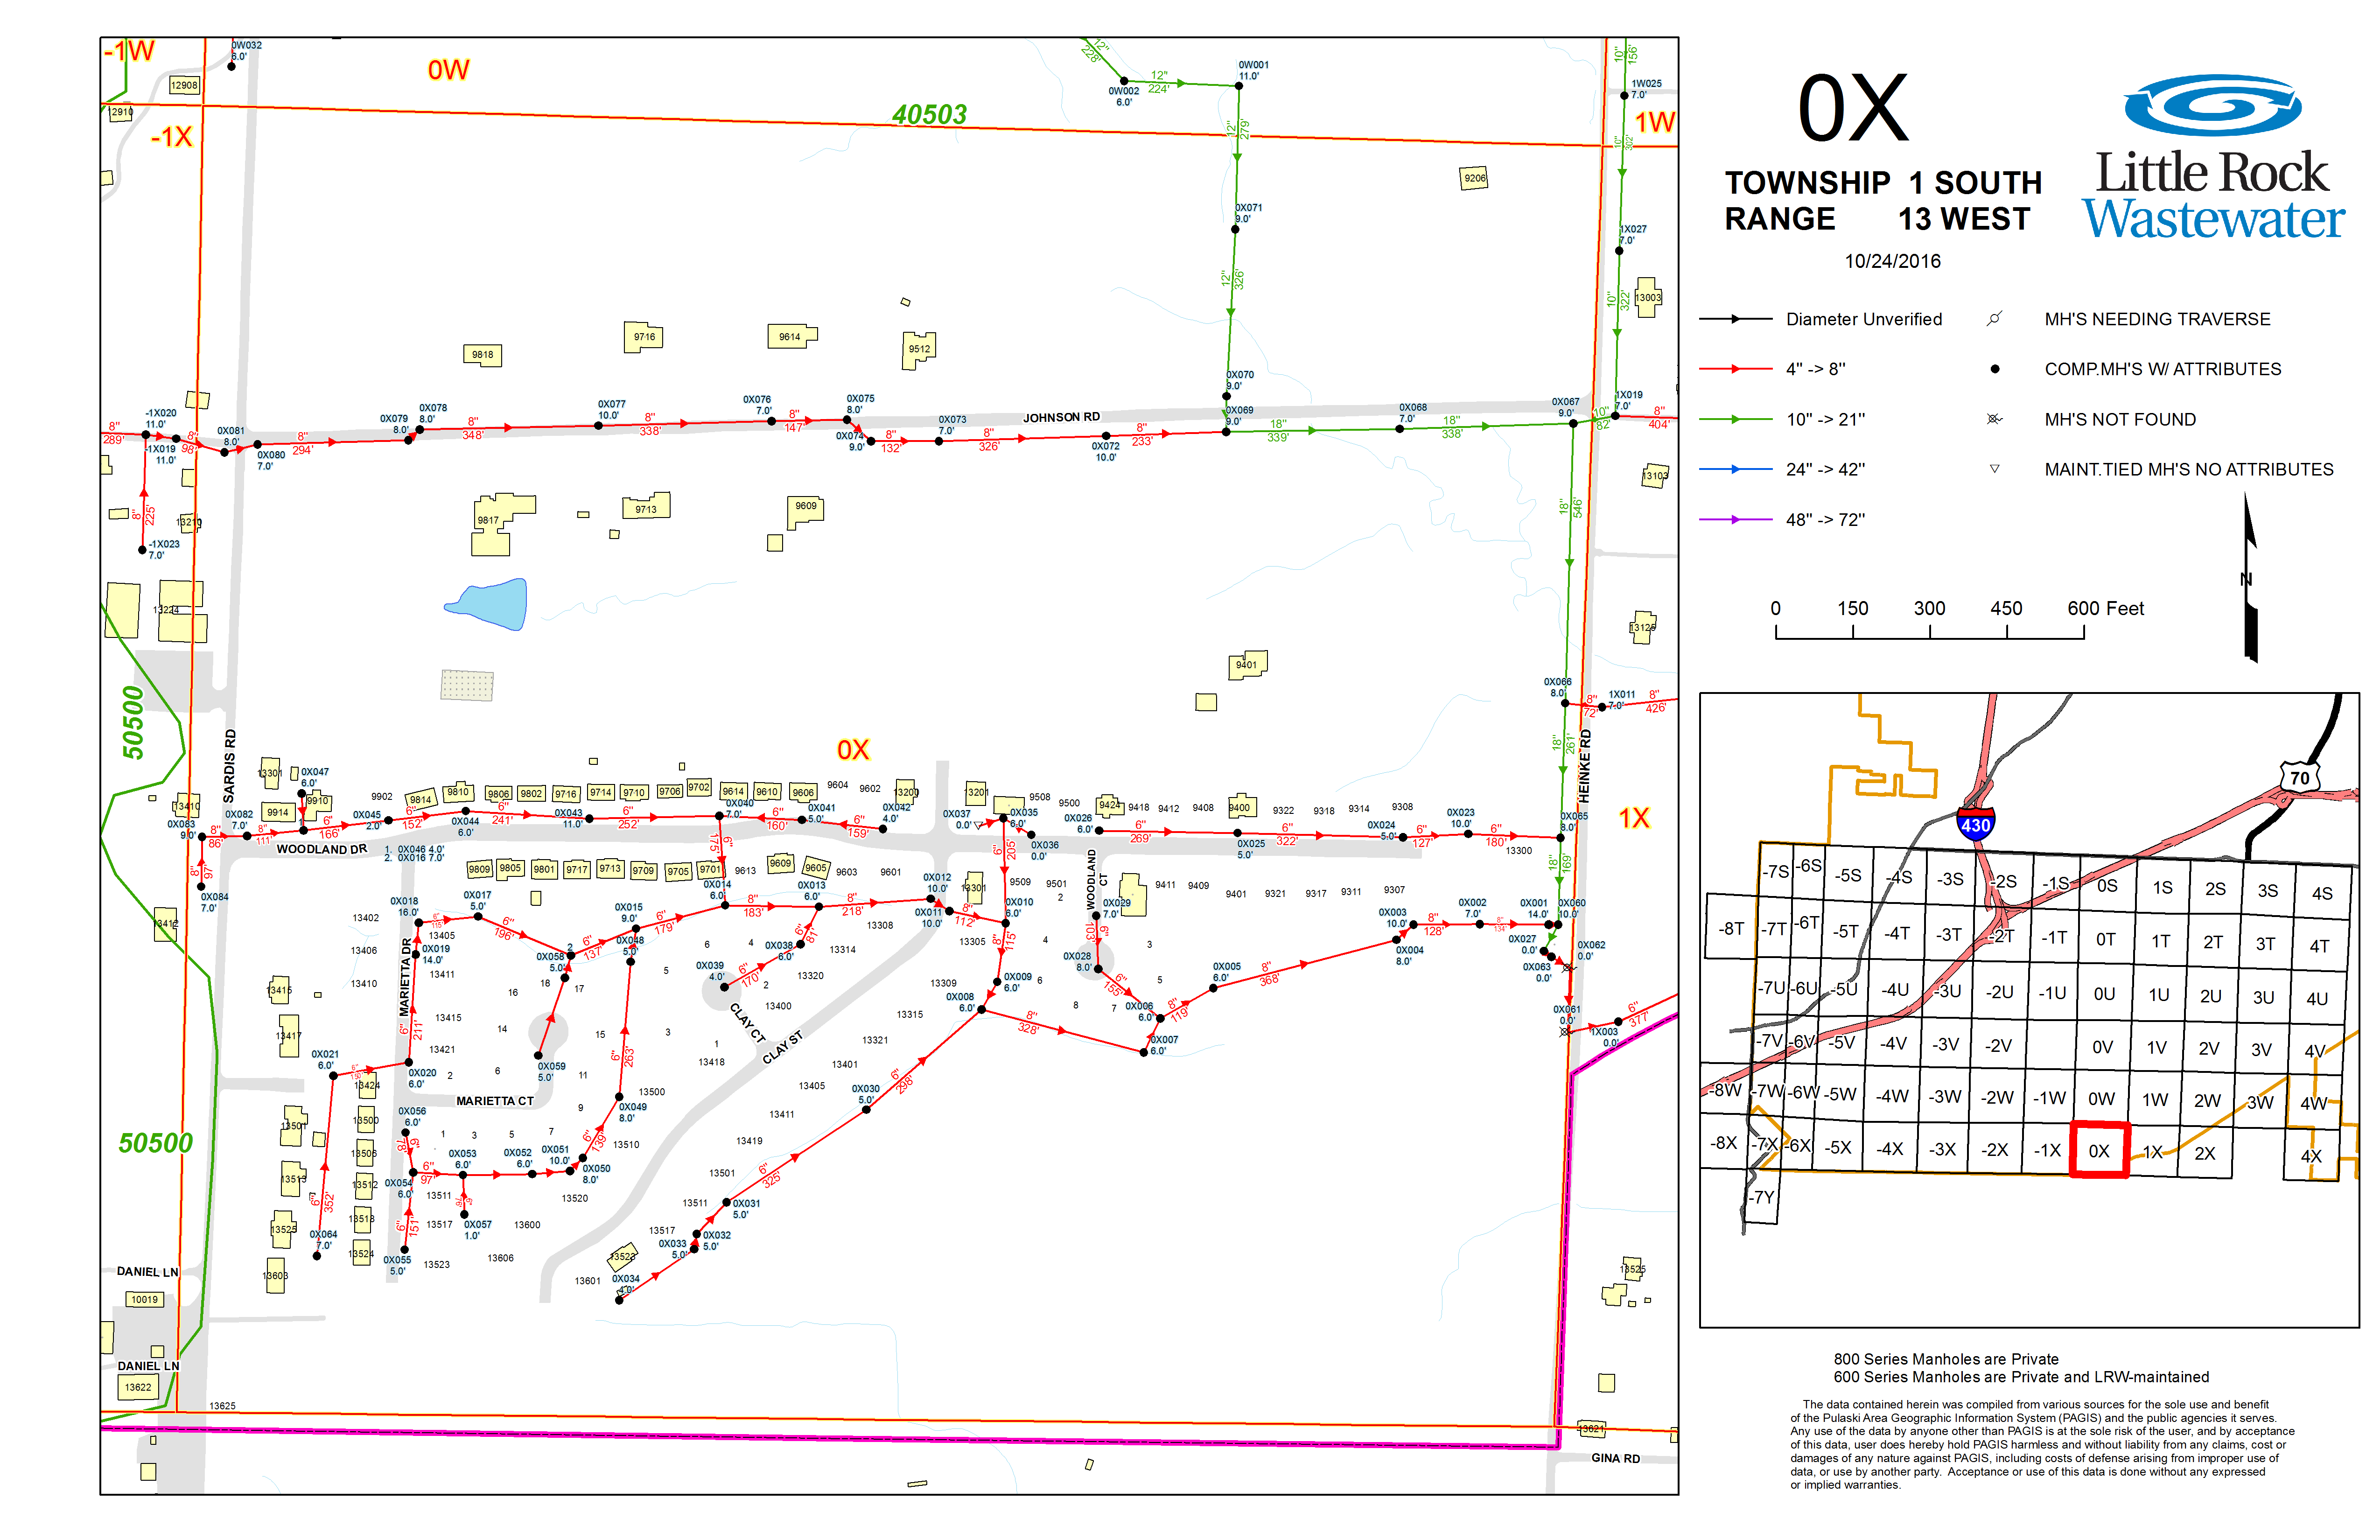 0X
TOWNSHIP 1 SOUTH
RANGE 13 WEST
10/24/2016
Little Rock
Wastewater
Diameter Unverified
4" -> 8"
10" -> 21"
24" -> 42"
48" -> 72"
MH'S NEEDING TRAVERSE
COMP.MH'S W/ ATTRIBUTES
MH'S NOT FOUND
MAINT.TIED MH'S NO ATTRIBUTES
N
0 150 300 450 600 Feet
-1W
0W
1W
-1X
0X
1X
40503
50500
50500
0W032
6.0'
12908
12910
12"
228'
0W002
6.0'
12"
224'
0W001
11.0'
12"
279'
0X071
9.0'
12"
326'
0X070
9.0'
0X069
9.0'
10"
156'
1W025
7.0'
10"
302'
1X027
7.0'
10"
322'
1X019
7.0'
9206
13003
9818
9716
9614
9512
JOHNSON RD
8"
289'
-1X020
11.0'
-1X019
11.0'
8"
98'
0X081
8.0'
0X080
7.0'
8"
294'
0X079
8.0'
0X078
8.0'
8"
348'
0X077
10.0'
8"
338'
0X076
7.0'
8"
147'
0X075
8.0'
0X074
9.0'
8"
132'
0X073
7.0'
8"
326'
0X072
10.0'
8"
233'
18"
339'
0X068
7.0'
18"
338'
0X067
9.0'
10"
82'
8"
404'
8"
225'
-1X023
7.0'
13210
13224
9817
9713
9609
13103
18"
546'
13125
9401
0X066
8.0'
8"
72'
1X011
7.0'
8"
426'
18"
261'
HEINKE RD
SARDIS RD
13301
0X047
6.0'
9910
9914
13410
0X083
9.0'
0X082
7.0'
8"
86'
8"
111'
6"
166'
9902
0X045
2.0'
6"
152'
9814
9810
9806
9802
9716
9714
9710
9706
9702
9614
9610
9606
9604
9602
13200
13201
0X044
6.0'
6"
241'
0X043
11.0'
6"
252'
0X040
7.0'
6"
160'
0X041
5.0'
6"
159'
0X042
4.0'
0X037
0.0'
0X035
6.0'
0X036
0.0'
9508
9500
9424
9418
9412
9408
9400
9322
9318
9314
9308
0X026
6.0'
6"
269'
0X025
5.0'
6"
322'
0X024
5.0'
6"
127'
0X023
10.0'
6"
180'
0X065
8.0'
13300
18"
169'
WOODLAND DR
1. 0X046 4.0'
2. 0X016 7.0'
8"
97'
0X084
7.0'
13417
9809
9805
9801
9717
9713
9709
9705
9701
9613
9609
9605
9603
9601
6"
175'
6"
205'
9509
9501
2
WOODLAND CT
9411
9409
9401
9321
9317
9311
9307
0X018
16.0'
0X017
5.0'
13402
13405
0X019
14.0'
6"
196'
2
6"
137'
0X015
9.0'
6"
179'
0X014
6.0'
8"
183'
0X013
6.0'
8"
218'
0X012
10.0'
0X011
10.0'
8"
112'
13301
0X010
6.0'
8"
115'
13308
13305
13309
0X029
7.0'
6"
103'
0X028
8.0'
6"
155'
0X006
6.0'
8"
119'
0X005
6.0'
8"
368'
0X004
8.0'
0X003
10.0'
8"
128'
0X002
7.0'
8"
134'
0X001
14.0'
0X060
10.0'
0X027
0.0'
0X062
0.0'
0X063
0.0'
0X061
0.0'
1X003
0.0'
6"
377'
13406
13410
13411
13415
13421
13415
13417
MARIETTA DR
6"
211'
0X058
5.0'
0X048
5.0'
16
18
17
14
15
6
4
5
3
1
2
0X039
4.0'
6"
170'
0X038
6.0'
6"
81'
13314
13320
13400
CLAY CT
CLAY ST
13315
13321
13401
13405
13411
13418
13419
4
6
8
7
5
3
0X009
6.0'
0X008
6.0'
8"
328'
0X007
6.0'
0X021
6.0'
0X020
6.0'
13424
2
6
11
9
0X059
5.0'
6"
263'
13500
0X049
8.0'
MARIETTA CT
0X056
6.0'
6"
78'
1
3
5
7
6"
139'
13510
13501
13500
13506
13512
13513
13518
13525
13524
13603
6"
352'
0X064
7.0'
0X054
6.0'
6"
97'
0X053
6.0'
0X052
6.0'
0X051
10.0'
0X050
8.0'
13511
13520
6"
151'
0X055
5.0'
6"
76'
0X057
1.0'
13517
13600
13523
13606
0X030
5.0'
6"
298'
6"
325'
13501
13511
0X031
5.0'
13517
0X032
5.0'
0X033
5.0'
13523
0X034
4.0'
13601
DANIEL LN
10019
DANIEL LN
13622
13625
13525
13621
GINA RD
70
430
-7S -6S -5S -4S -3S -2S -1S 0S 1S 2S 3S 4S
-8T -7T -6T -5T -4T -3T -2T -1T 0T 1T 2T 3T 4T
-7U -6U -5U -4U -3U -2U -1U 0U 1U 2U 3U 4U
-7V -6V -5V -4V -3V -2V 0V 1V 2V 3V 4V
-8W -7W -6W -5W -4W -3W -2W -1W 0W 1W 2W 3W 4W
-8X -7X -6X -5X -4X -3X -2X -1X 0X 1X 2X 4X
-7Y
800 Series Manholes are Private
600 Series Manholes are Private and LRW-maintained
The data contained herein was compiled from various sources for the sole use and benefit
of the Pulaski Area Geographic Information System (PAGIS) and the public agencies it serves.
Any use of the data by anyone other than PAGIS is at the sole risk of the user, and by acceptance
of this data, user does hereby hold PAGIS harmless and without liability from any claims, cost or
damages of any nature against PAGIS, including costs of defense arising from improper use of
data, or use by another party. Acceptance or use of this data is done without any expressed
or implied warranties.